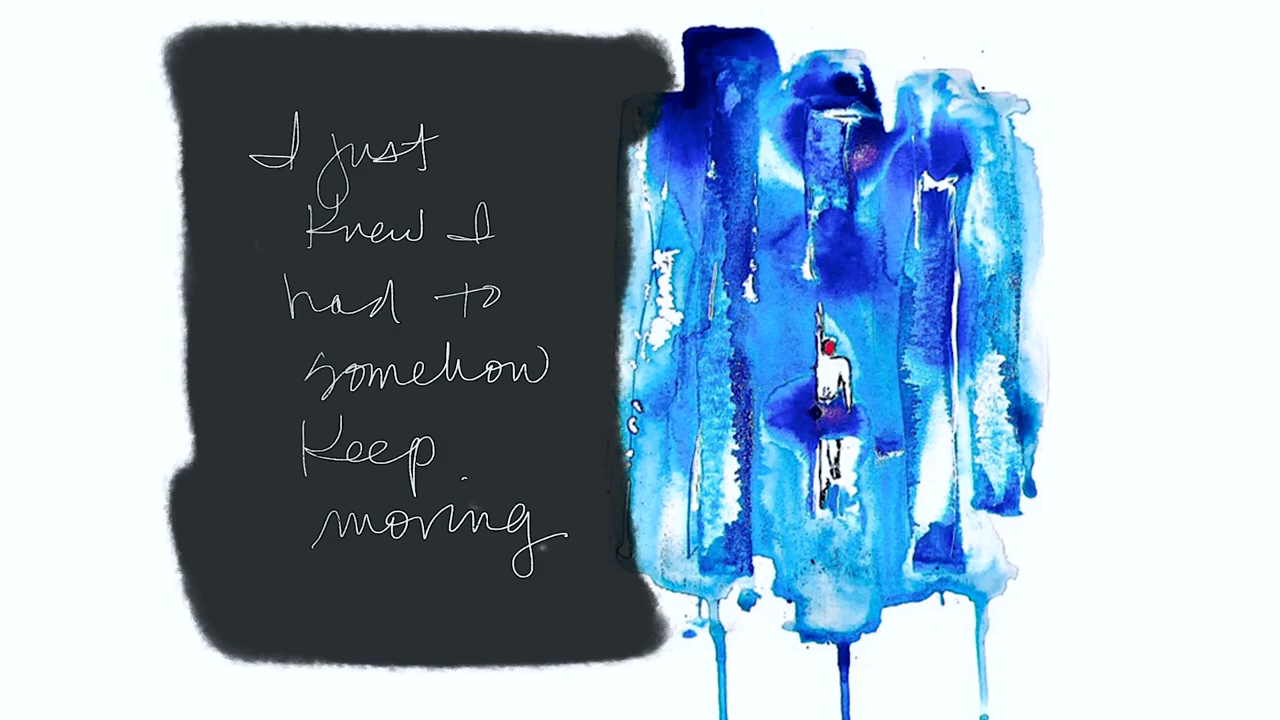 I just
knew I
had to
somehow
keep
moving